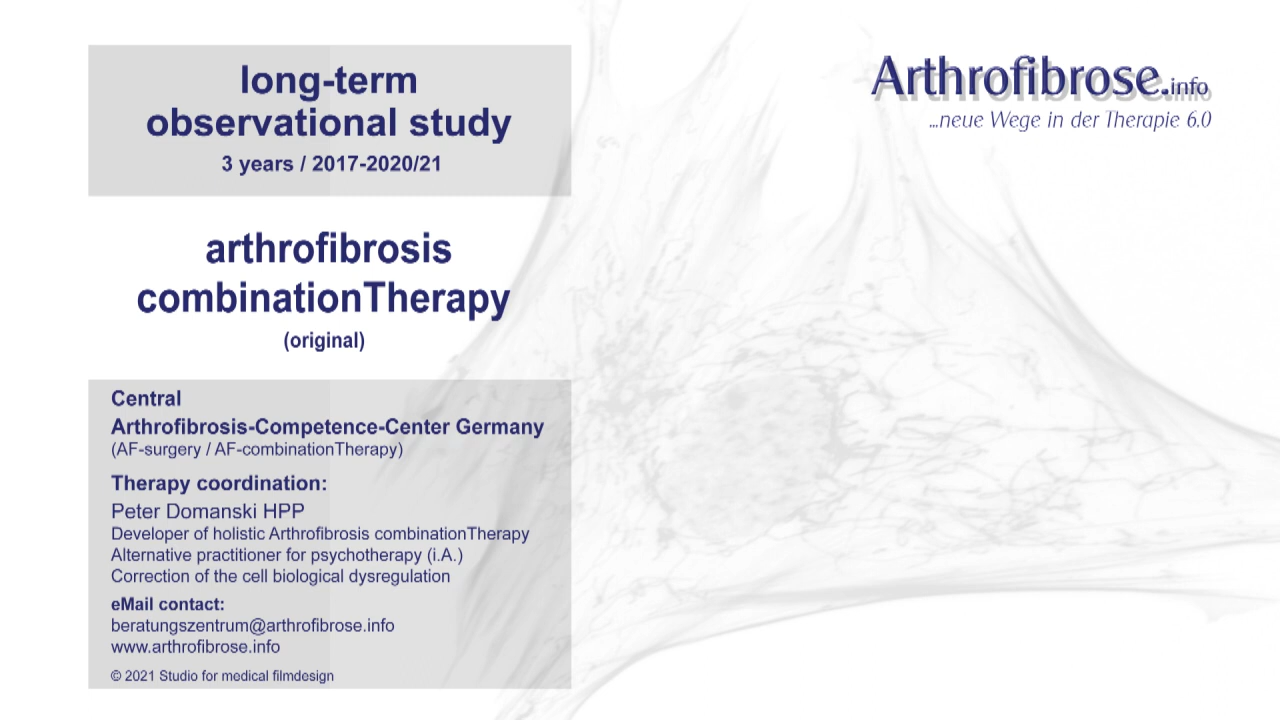 long-term
observational study
3 years / 2017-2020/21
arthrofibrosis
combinationTherapy
(original)
Central
Arthrofibrosis-Competence-Center Germany
(AF-surgery / AF-combinationTherapy)
Therapy coordination:
Peter Domanski HPP
Developer of holistic Arthrofibrosis combinationTherapy
Alternative practitioner for psychotherapy (i.A.)
Correction of the cell biological dysregulation
eMail contact:
beratungszentrum@arthrofibrose.info
www.arthrofibrose.info
© 2021 Studio for medical filmdesign
Arthrofibrose.info
...neue Wege in der Therapie 6.0